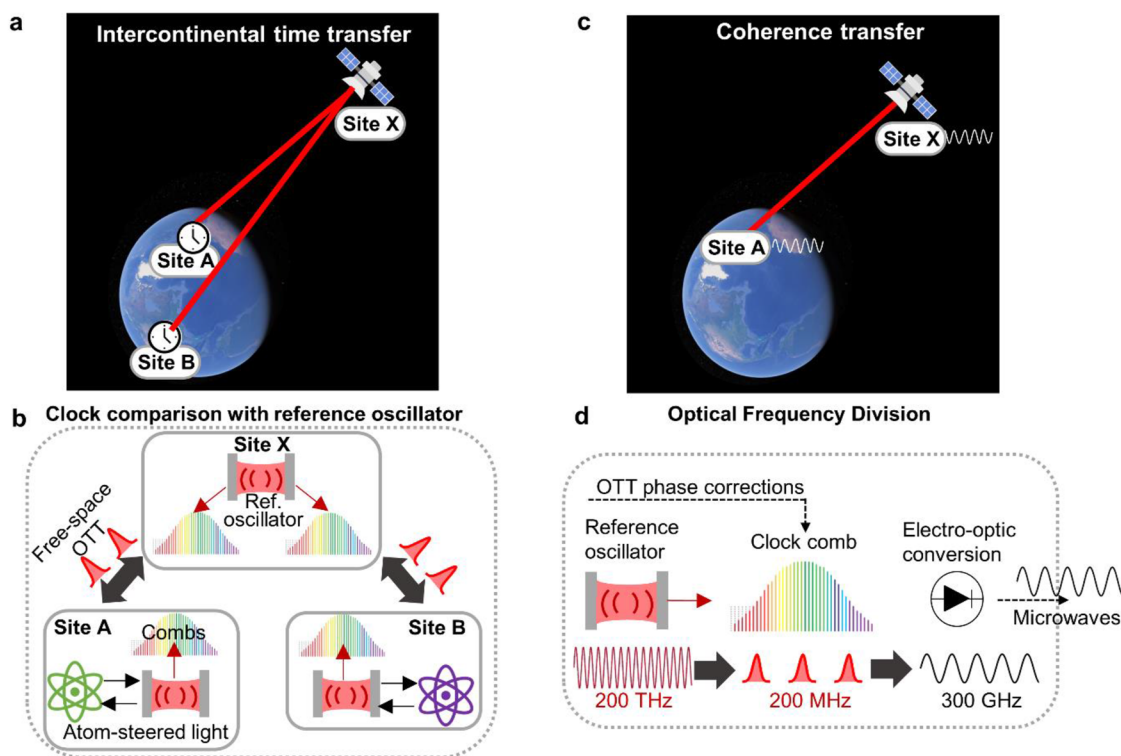 a
Intercontinental time transfer
Site X
Site A
Site B
c
Coherence transfer
Site X
Site A
b
Clock comparison with reference oscillator
Site X
Ref.
oscillator
Free-space
OTT
Site A
Combs
Atom-steered light
Site B
d
Optical Frequency Division
OTT phase corrections
Reference
oscillator
Clock comb
Electro-optic
conversion
Microwaves
200 THz
200 MHz
300 GHz